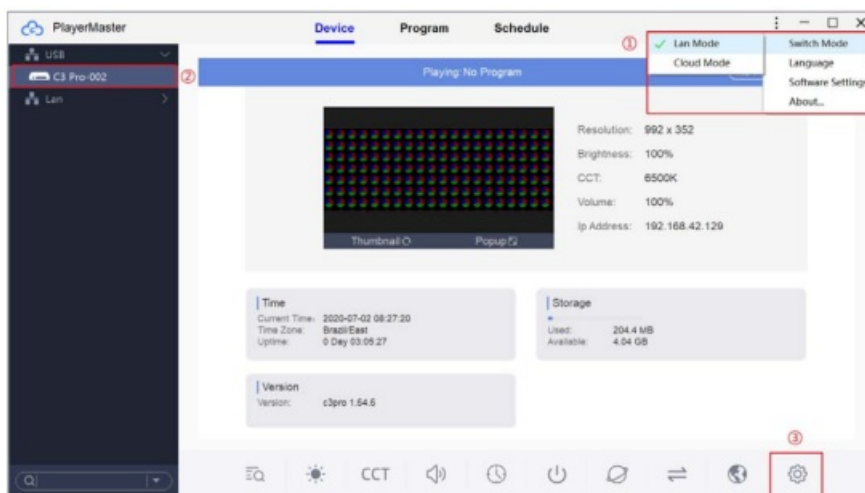 PlayerMaster
Device Program Schedule
① ✓ Lan Mode Switch Mode
Cloud Mode Language
Software Settings
About...
USB
C3 Pro-002 ②
Lan
Playing: No Program
Resolution: 992 x 352
Brightness: 100%
CCT: 6500K
Volume: 100%
Ip Address: 192.168.42.129
Thumbnail Popup
Time
Current Time: 2020-07-02 08:27:20
Time Zone: Brazil/East
Uptime: 0 Day 03:05:27
Storage
Used: 204.4 MB
Available: 4.04 GB
Version
Version: c3pro 1.54.5
③
CCT